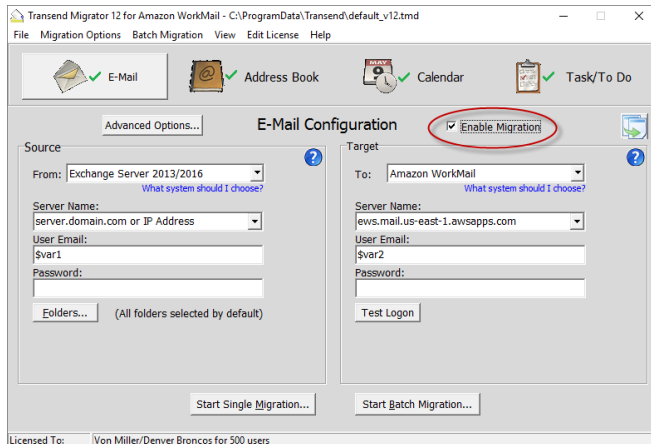 Transend Migrator 12 for Amazon WorkMail - C:\ProgramData\Transend\default_v12.tmd
File Migration Options Batch Migration View Edit License Help
E-Mail Address Book MAY Calendar Task/To Do
Advanced Options... E-Mail Configuration Enable Migration
Source
From: Exchange Server 2013/2016
What system should I choose?
Server Name:
server.domain.com or IP Address
User Email:
$var1
Password:
Folders... (All folders selected by default)
Target
To: Amazon WorkMail
What system should I choose?
Server Name:
ews.mail.us-east-1.awsapps.com
User Email:
$var2
Password:
Test Logon
Start Single Migration... Start Batch Migration...
Licensed To: Von Miller/Denver Broncos for 500 users